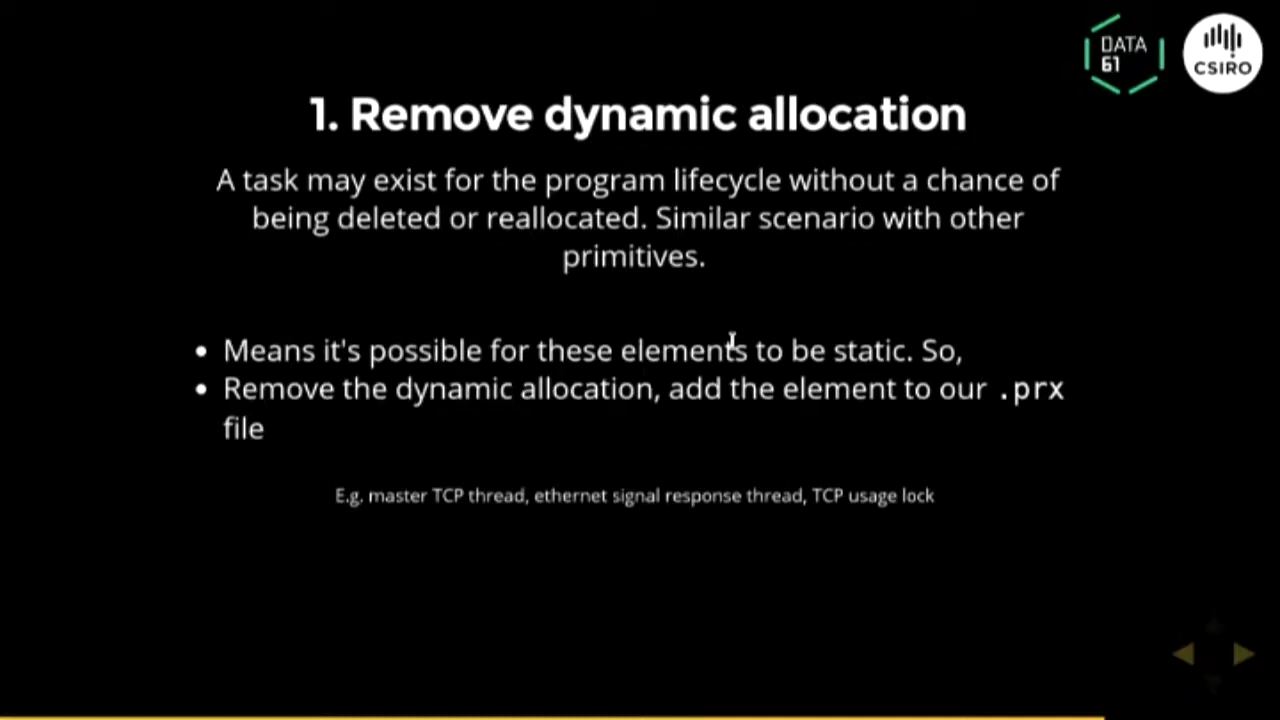 DATA
61
CSIRO
1. Remove dynamic allocation
A task may exist for the program lifecycle without a chance of
being deleted or reallocated. Similar scenario with other
primitives.
• Means it's possible for these elements to be static. So,
• Remove the dynamic allocation, add the element to our .prx
file
E.g. master TCP thread, ethernet signal response thread, TCP usage lock